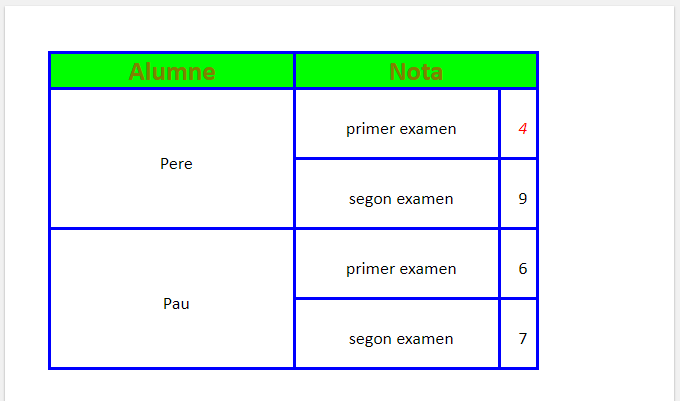 Alumne Nota
primer examen 4
Pere
segon examen 9
primer examen 6
Pau
segon examen 7